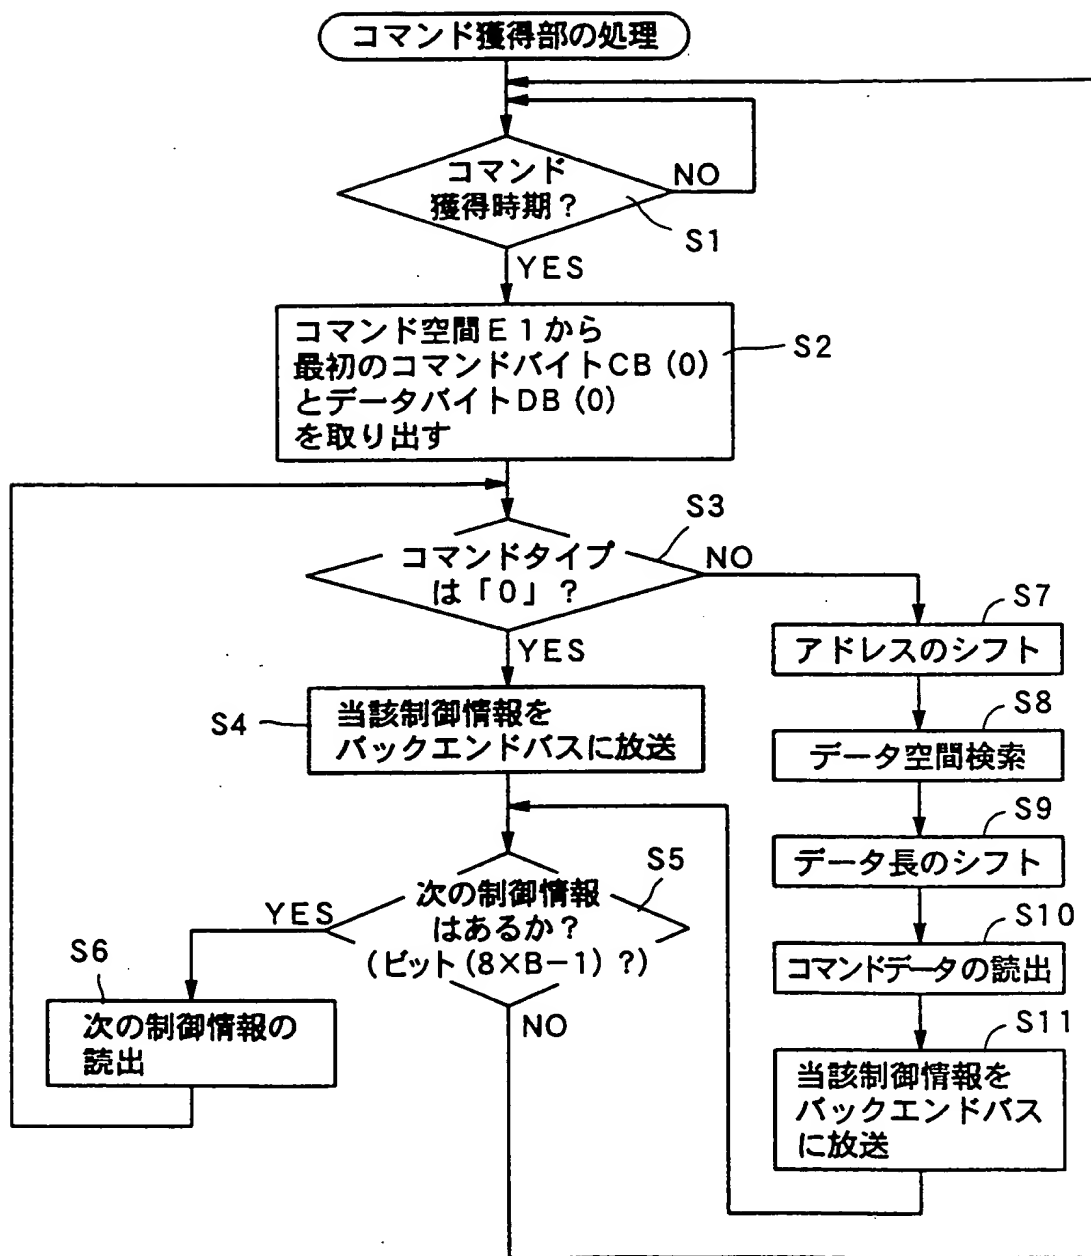 コマンド獲得部の処理
コマンド
獲得時期?
NO
S1
YES
コマンド空間E1から
最初のコマンドバイトCB(0)
とデータバイトDB(0)
を取り出す
S2
S3
コマンドタイプ
は「0」?
NO
YES
S4
当該制御情報を
バックエンドバスに放送
S7
アドレスのシフト
S8
データ空間検索
S9
データ長のシフト
S10
コマンドデータの読出
S11
当該制御情報を
バックエンドバス
に放送
S5
次の制御情報
はあるか?
(ビット(8×B-1)?)
YES
NO
S6
次の制御情報の
読出